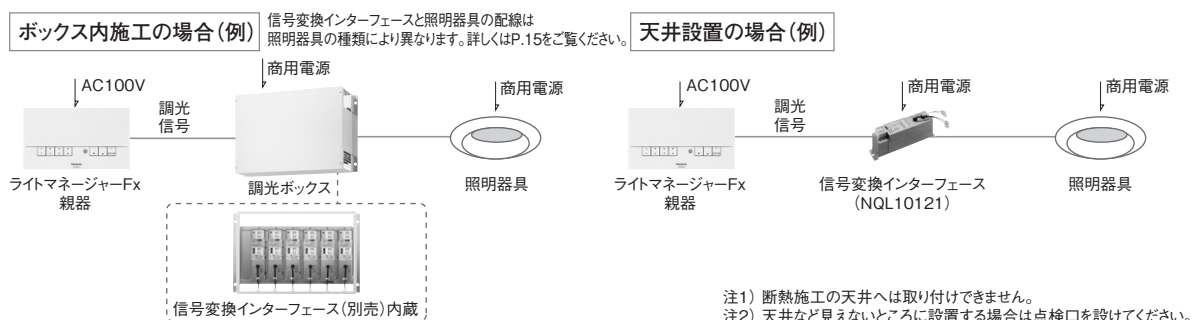 ボックス内施工の場合（例）
信号変換インターフェースと照明器具の配線は
照明器具の種類により異なります。詳しくはP.15をご覧ください。
AC100V
商用電源
商用電源
調光
信号
ライトマネージャーFx
親器
調光ボックス
照明器具
信号変換インターフェース（別売）内蔵
天井設置の場合（例）
AC100V
商用電源
商用電源
調光
信号
ライトマネージャーFx
親器
信号変換インターフェース
（NQL10121）
照明器具
注1） 断熱施工の天井へは取り付けできません。
注2） 天井など見えないところに設置する場合は点検口を設けてください。